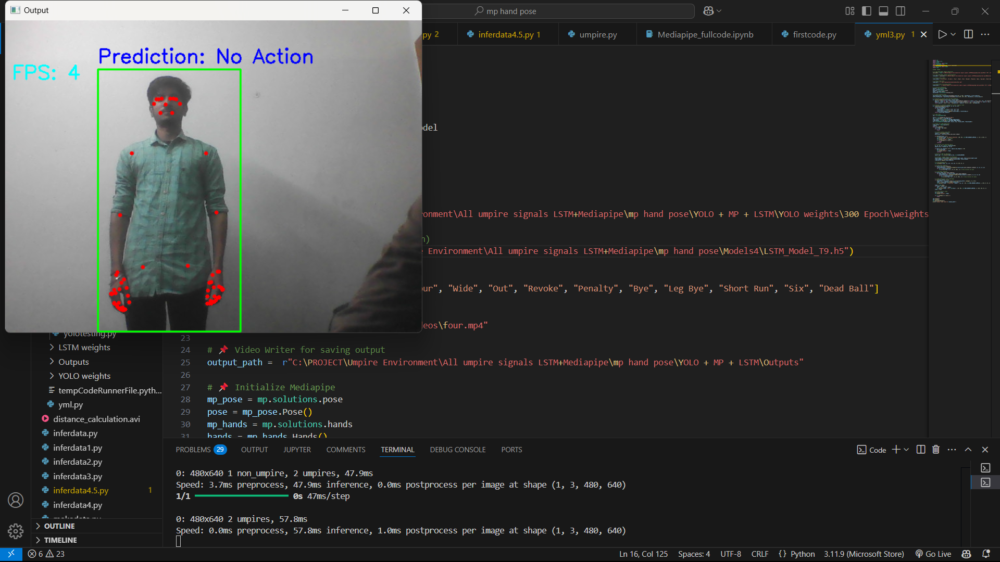 Output
Prediction: No Action
FPS: 4
mp hand pose
py 2
inferdata4.5.py 1
umpire.py
Mediapipe_fullcode.ipynb
firstcode.py
yml3.py 1
odel
ronment\All umpire signals LSTM+Mediapipe\mp hand pose\YOLO + MP + LSTM\YOLO weights\300 Epoch\weights
n)
e Environment\All umpire signals LSTM+Mediapipe\mp hand pose\Models4\LSTM_Model_T9.h5")
our", "Wide", "Out", "Revoke", "Penalty", "Bye", "Leg Bye", "Short Run", "Six", "Dead Ball"]
eos\four.mp4"
23
24 # 📌 Video Writer for saving output
25 output_path = r"C:\PROJECT\Umpire Environment\All umpire signals LSTM+Mediapipe\mp hand pose\YOLO + MP + LSTM\Outputs"
26
27 # 📌 Initialize Mediapipe
28 mp_pose = mp.solutions.pose
29 pose = mp_pose.Pose()
30 mp_hands = mp.solutions.hands
31 hands = mp_hands.Hands()
yolotesting.py
LSTM weights
Outputs
YOLO weights
tempCodeRunnerFile.pyth...
yml.py
distance_calculation.avi
inferdata.py
inferdata1.py
inferdata2.py
inferdata3.py
inferdata4.5.py 1
inferdata4.py
OUTLINE
TIMELINE
PROBLEMS 29 OUTPUT JUPYTER COMMENTS TERMINAL DEBUG CONSOLE PORTS
Code
0: 480x640 1 non_umpire, 2 umpires, 47.9ms
Speed: 3.7ms preprocess, 47.9ms inference, 0.0ms postprocess per image at shape (1, 3, 480, 640)
1/1 0s 47ms/step
0: 480x640 2 umpires, 57.8ms
Speed: 0.0ms preprocess, 57.8ms inference, 1.0ms postprocess per image at shape (1, 3, 480, 640)
6 23
Ln 16, Col 125 Spaces: 4 UTF-8 CRLF {} Python 3.11.9 (Microsoft Store) Go Live